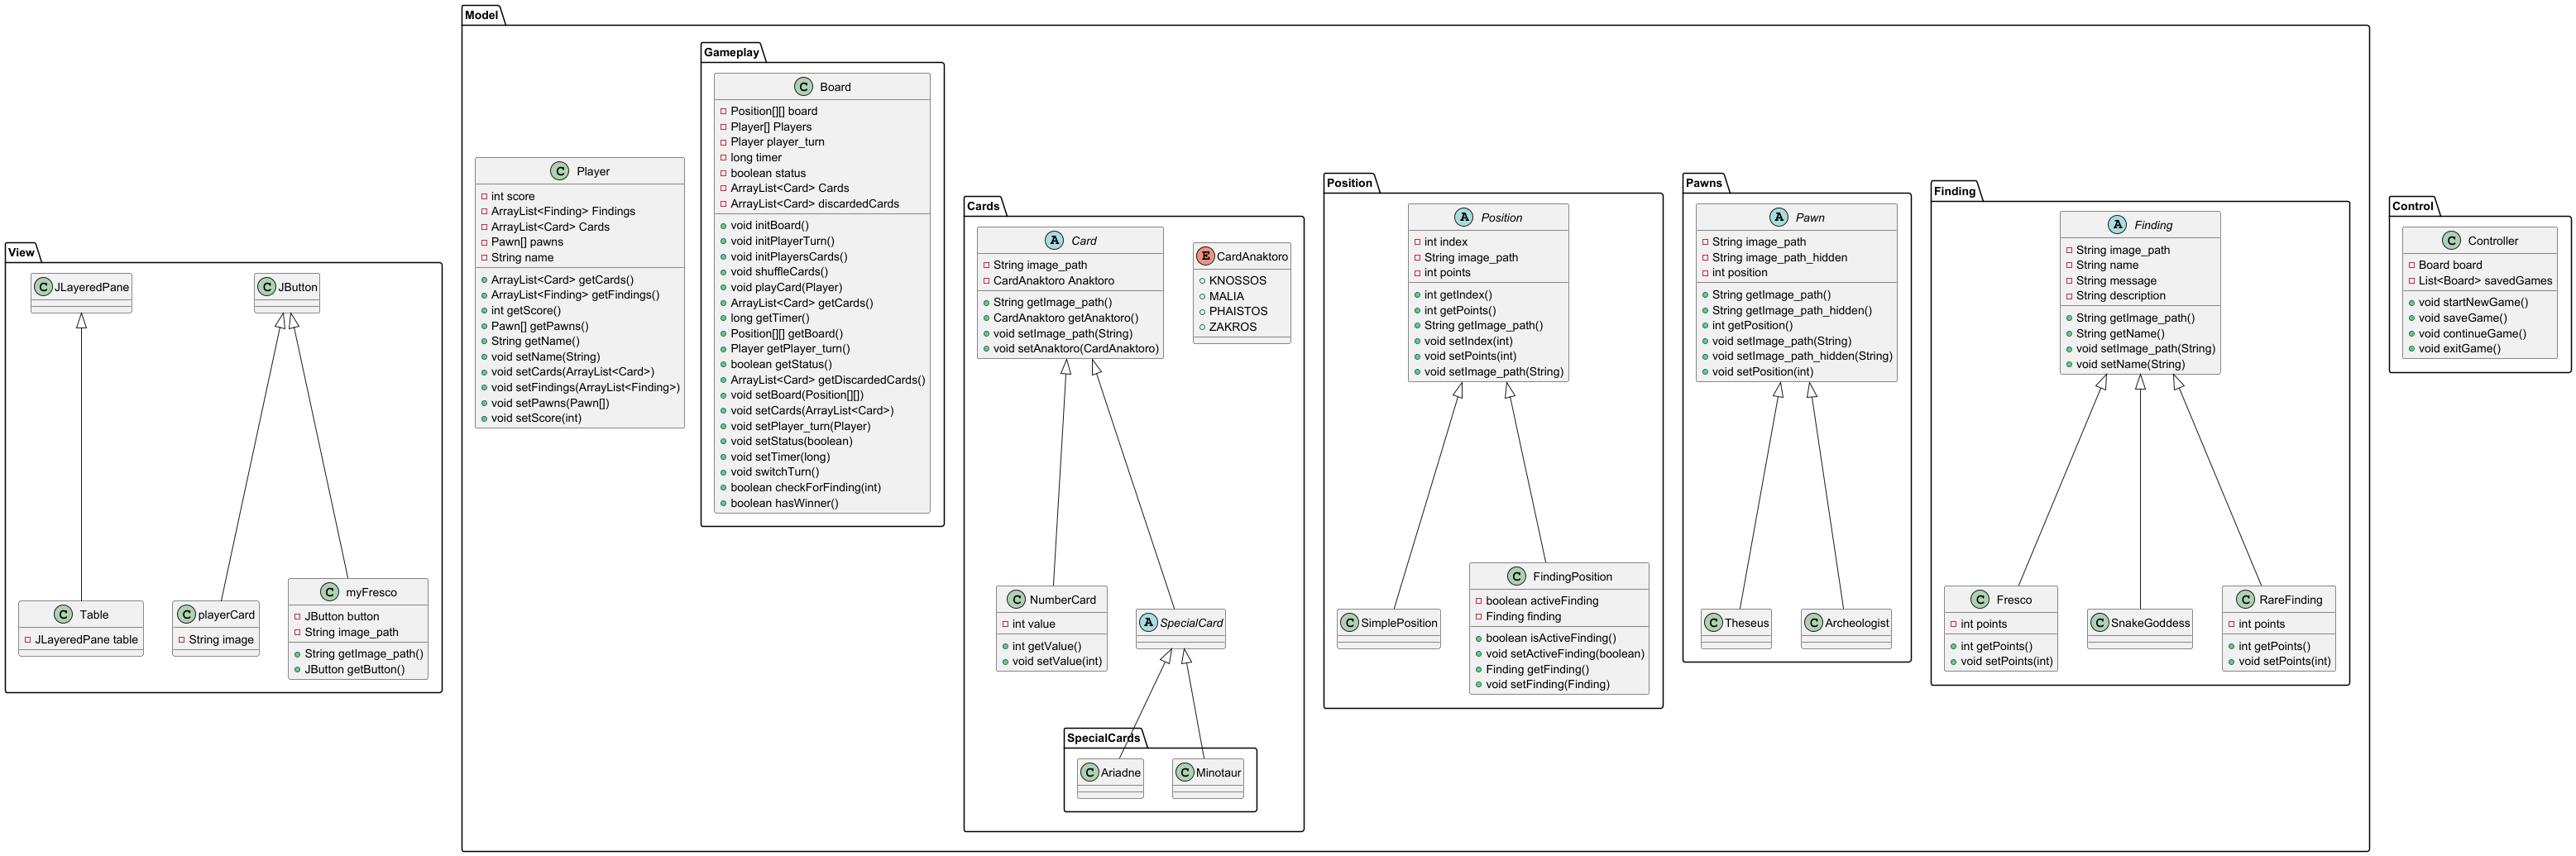 View
C JLayeredPane
C JButton
C Table
JLayeredPane table
C playerCard
String image
C myFresco
JButton button
String image_path
String getImage_path()
JButton getButton()
Model
C Player
int score
ArrayList<Finding> Findings
ArrayList<Card> Cards
Pawn[] pawns
String name
ArrayList<Card> getCards()
ArrayList<Finding> getFindings()
int getScore()
Pawn[] getPawns()
String getName()
void setName(String)
void setCards(ArrayList<Card>)
void setFindings(ArrayList<Finding>)
void setPawns(Pawn[])
void setScore(int)
Gameplay
C Board
Position[][] board
Player[] Players
Player player_turn
long timer
boolean status
ArrayList<Card> Cards
ArrayList<Card> discardedCards
void initBoard()
void initPlayerTurn()
void initPlayersCards()
void shuffleCards()
void playCard(Player)
ArrayList<Card> getCards()
long getTimer()
Position[][] getBoard()
Player getPlayer_turn()
boolean getStatus()
ArrayList<Card> getDiscardedCards()
void setBoard(Position[][])
void setCards(ArrayList<Card>)
void setPlayer_turn(Player)
void setStatus(boolean)
void setTimer(long)
void switchTurn()
boolean checkForFinding(int)
boolean hasWinner()
Cards
A Card
String image_path
CardAnaktoro Anaktoro
String getImage_path()
CardAnaktoro getAnaktoro()
void setImage_path(String)
void setAnaktoro(CardAnaktoro)
E CardAnaktoro
KNOSSOS
MALIA
PHAISTOS
ZAKROS
C NumberCard
int value
int getValue()
void setValue(int)
A SpecialCard
SpecialCards
C Ariadne
C Minotaur
Position
A Position
int index
String image_path
int points
int getIndex()
int getPoints()
String getImage_path()
void setIndex(int)
void setPoints(int)
void setImage_path(String)
C SimplePosition
C FindingPosition
boolean activeFinding
Finding finding
boolean isActiveFinding()
void setActiveFinding(boolean)
Finding getFinding()
void setFinding(Finding)
Pawns
A Pawn
String image_path
String image_path_hidden
int position
String getImage_path()
String getImage_path_hidden()
int getPosition()
void setImage_path(String)
void setImage_path_hidden(String)
void setPosition(int)
C Theseus
C Archeologist
Finding
A Finding
String image_path
String name
String message
String description
String getImage_path()
String getName()
void setImage_path(String)
void setName(String)
C Fresco
int points
int getPoints()
void setPoints(int)
C SnakeGoddess
C RareFinding
int points
int getPoints()
void setPoints(int)
Control
C Controller
Board board
List<Board> savedGames
void startNewGame()
void saveGame()
void continueGame()
void exitGame()